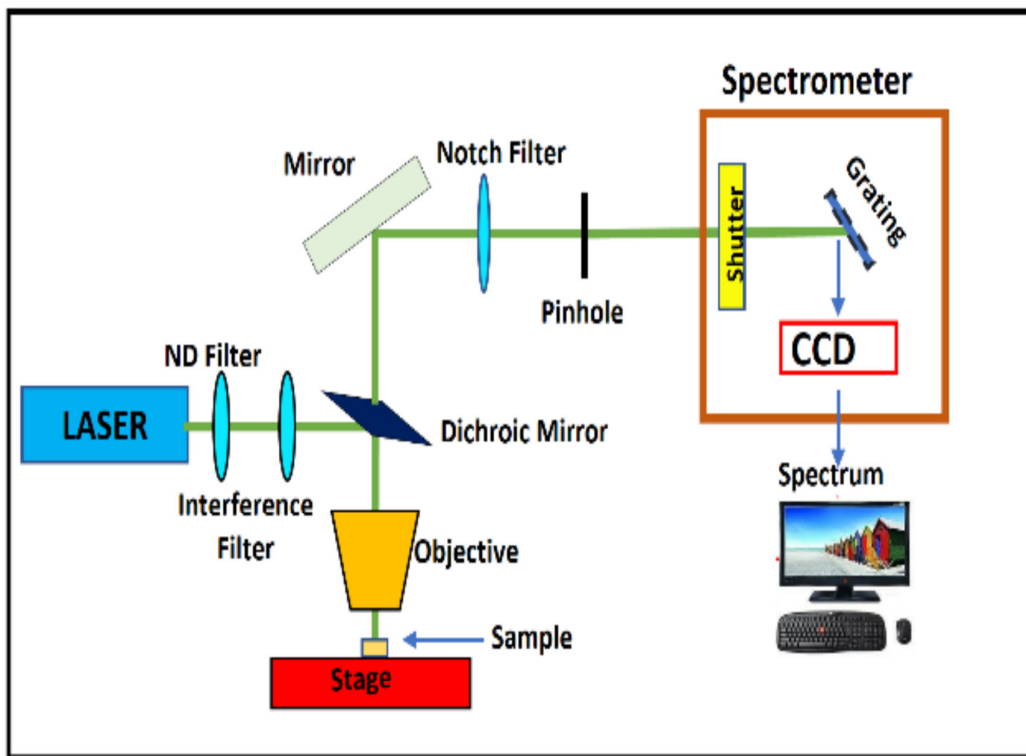 Spectrometer
Mirror
Notch Filter
Shutter
Grating
Pinhole
CCD
ND Filter
LASER
Dichroic Mirror
Interference
Filter
Objective
Spectrum
Sample
Stage